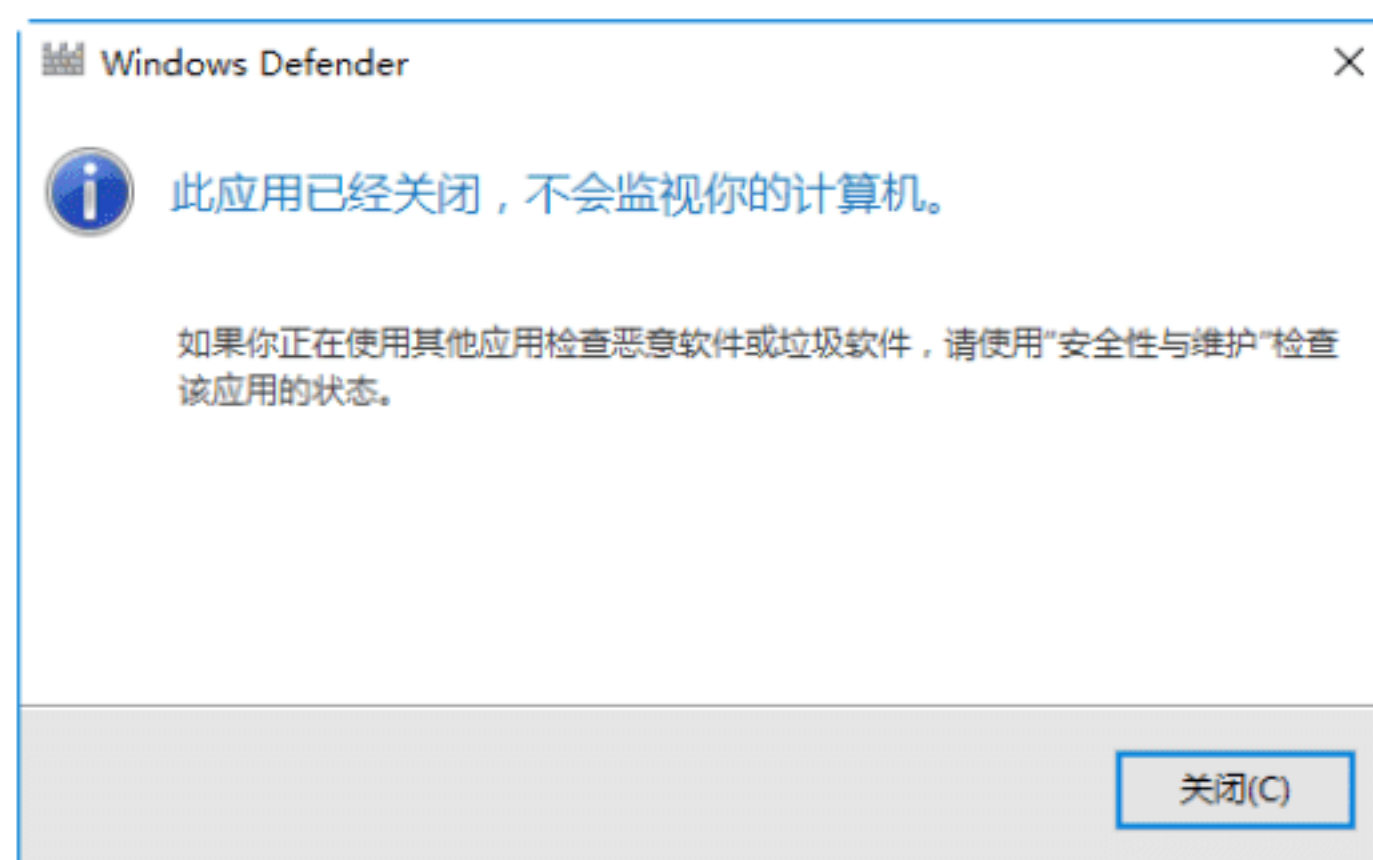 Windows Defender
此应用已经关闭，不会监视你的计算机。
如果你正在使用其他应用检查恶意软件或垃圾软件，请使用"安全性与维护"检查
该应用的状态。
关闭(C)